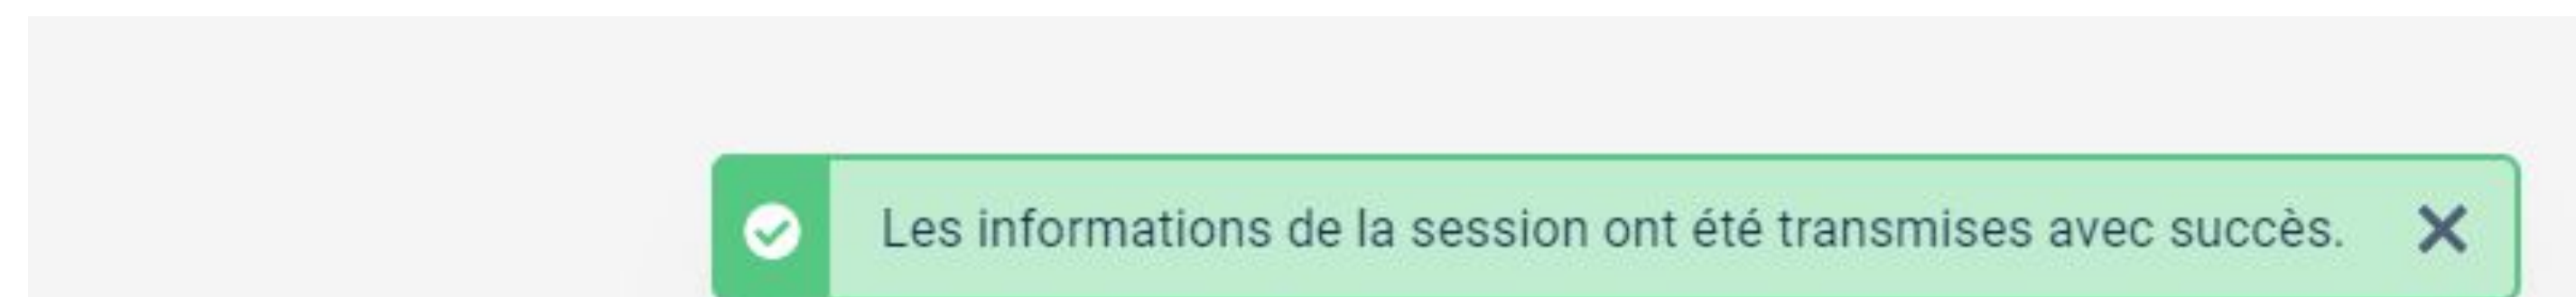 Les informations de la session ont été transmises avec succès.